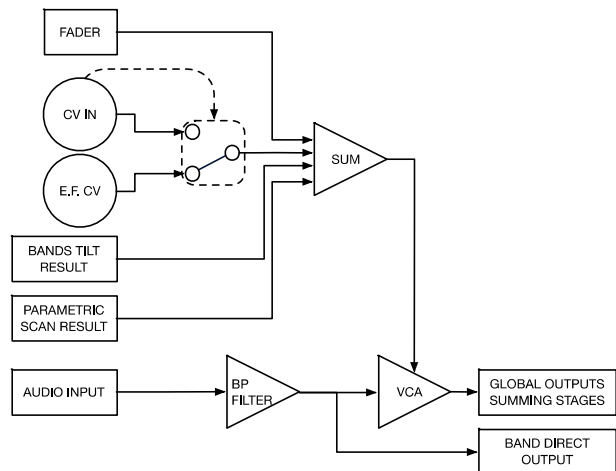 FADER
CV IN
E.F. CV
SUM
BANDS TILT
RESULT
PARAMETRIC
SCAN RESULT
AUDIO INPUT
BP
FILTER
VCA
GLOBAL OUTPUTS
SUMMING STAGES
BAND DIRECT
OUTPUT